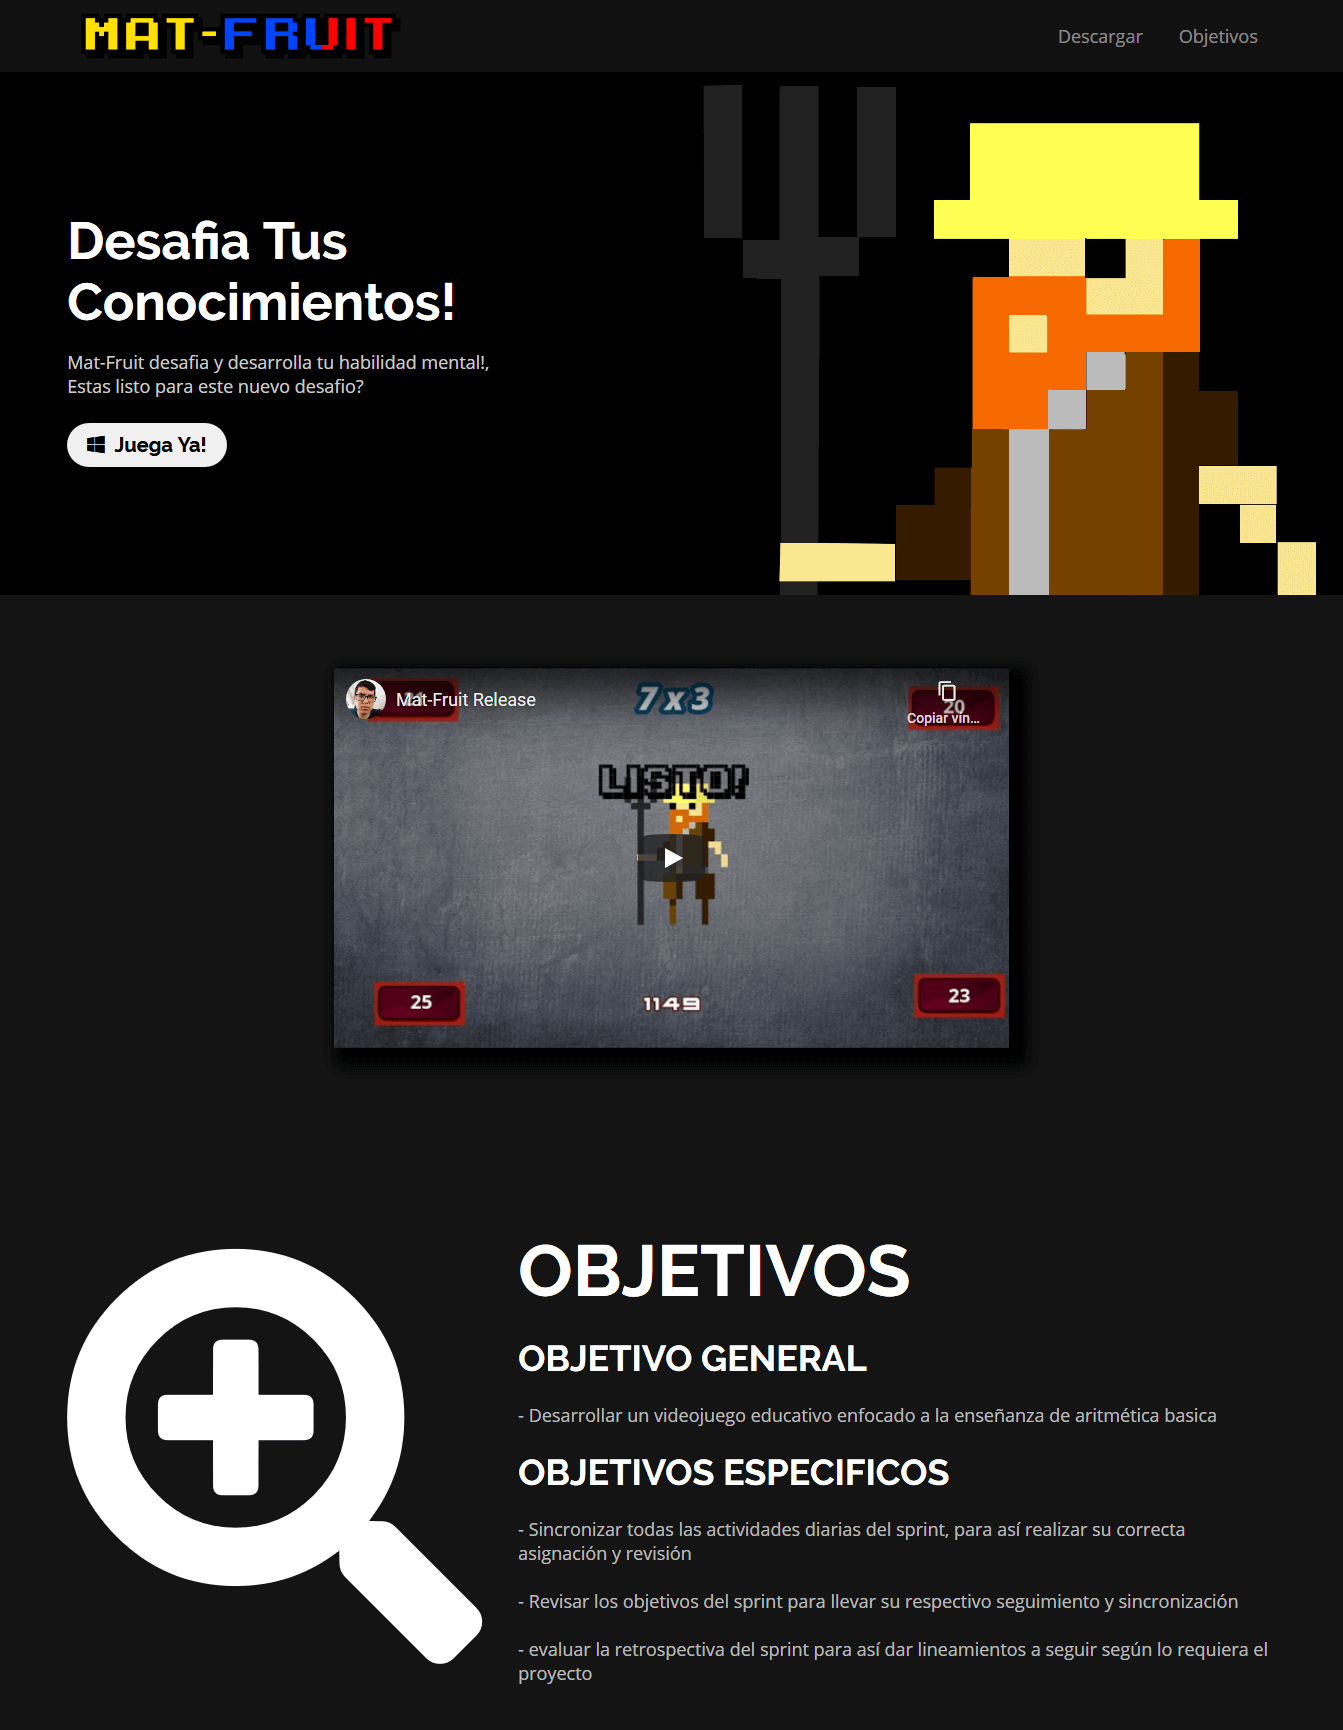 MAT-FRUIT
Descargar
Objetivos
Desafia Tus
Conocimientos!
Mat-Fruit desafia y desarrolla tu habilidad mental!,
Estas listo para este nuevo desafio?
Juega Ya!
Mat-Fruit Release
7 x 3
20
Copiar vin...
LISTO!
25
1149
23
OBJETIVOS
OBJETIVO GENERAL
- Desarrollar un videojuego educativo enfocado a la enseñanza de aritmética basica
OBJETIVOS ESPECIFICOS
- Sincronizar todas las actividades diarias del sprint, para así realizar su correcta
asignación y revisión
- Revisar los objetivos del sprint para llevar su respectivo seguimiento y sincronización
- evaluar la retrospectiva del sprint para así dar lineamientos a seguir según lo requiera el
proyecto